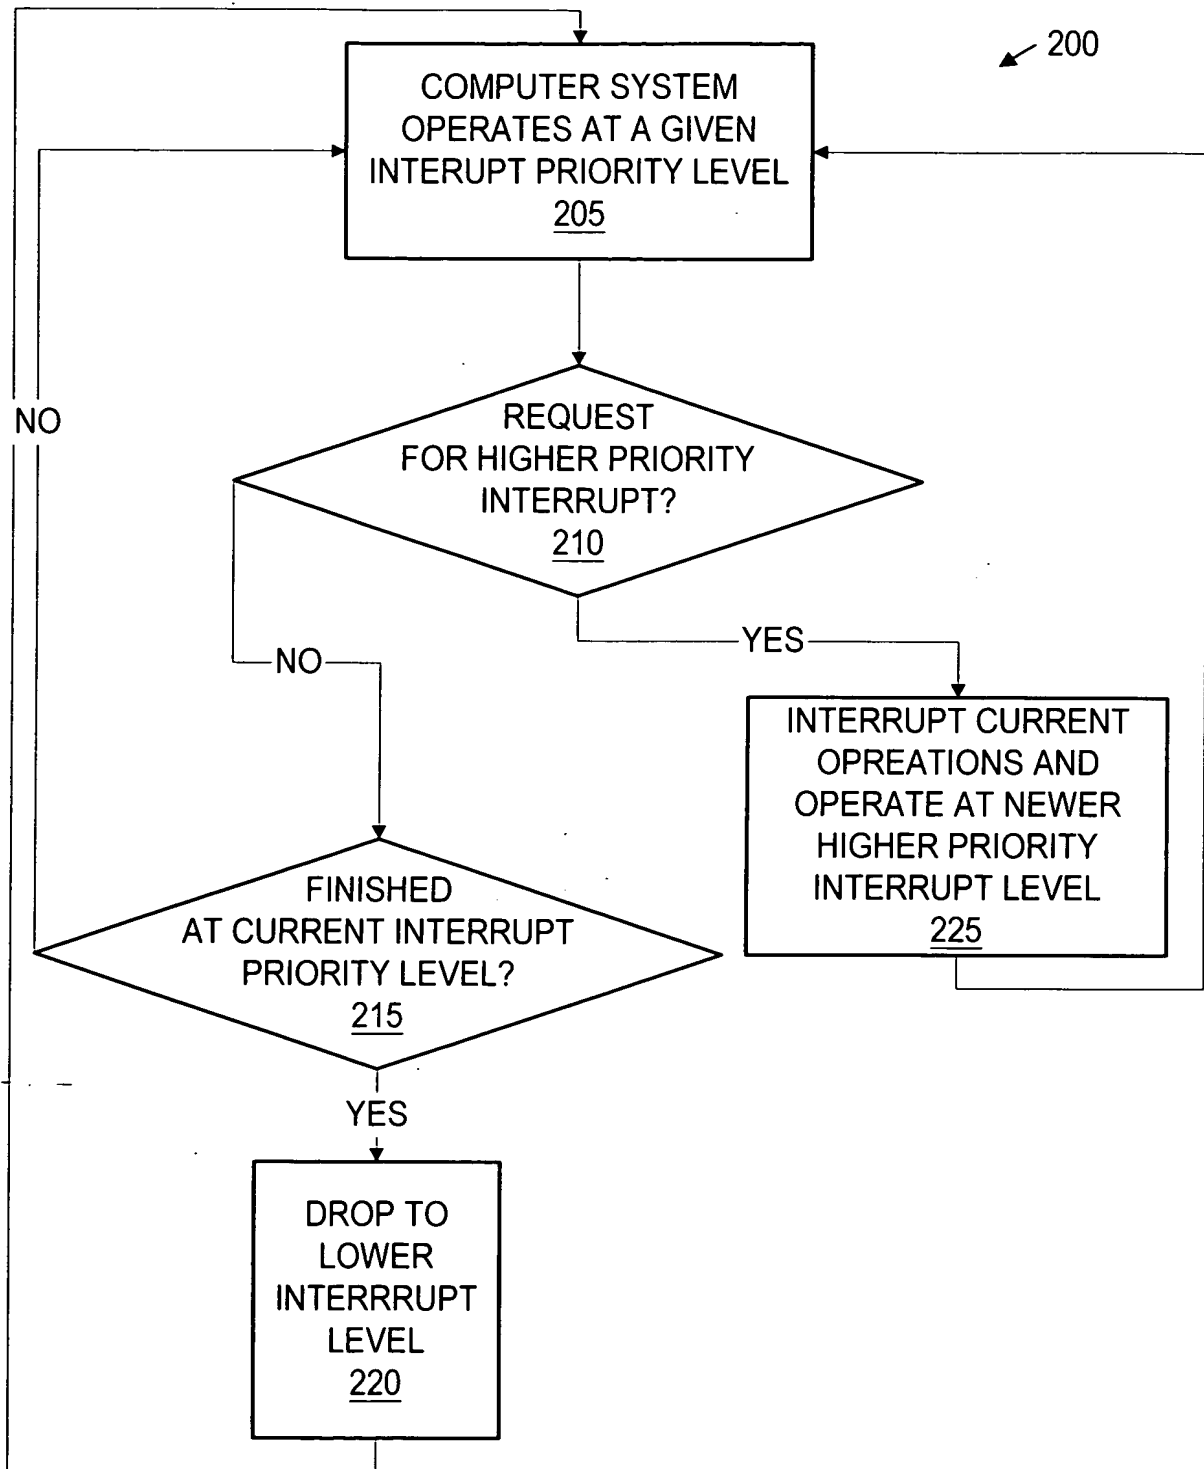 200
COMPUTER SYSTEM
OPERATES AT A GIVEN
INTERUPT PRIORITY LEVEL
205
NO
REQUEST
FOR HIGHER PRIORITY
INTERRUPT?
210
YES
NO
INTERRUPT CURRENT
OPREATIONS AND
OPERATE AT NEWER
HIGHER PRIORITY
INTERRUPT LEVEL
225
FINISHED
AT CURRENT INTERRUPT
PRIORITY LEVEL?
215
YES
DROP TO
LOWER
INTERRRUPT
LEVEL
220